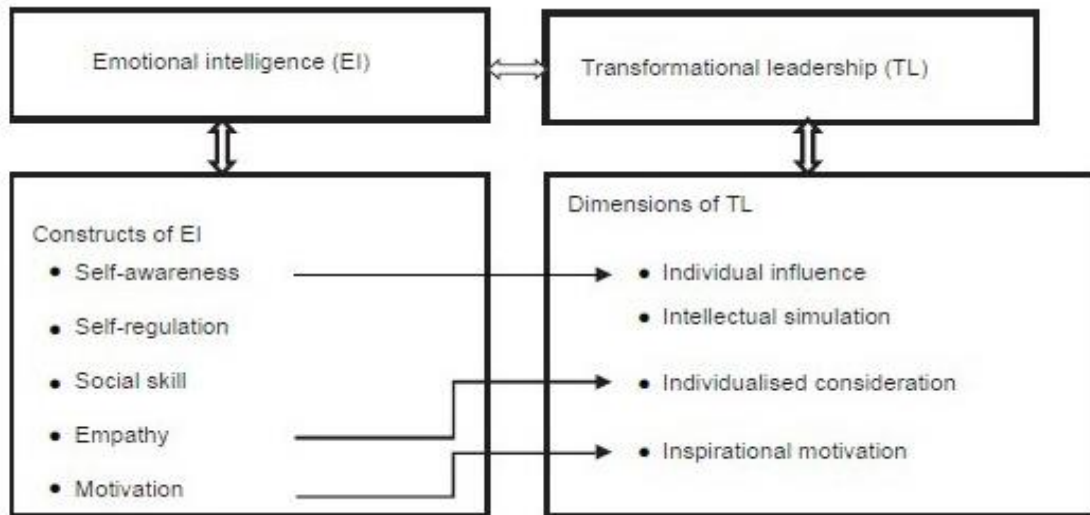 Emotional intelligence (EI)
Transformational leadership (TL)
Constructs of EI
• Self-awareness
• Self-regulation
• Social skill
• Empathy
• Motivation
Dimensions of TL
• Individual influence
• Intellectual simulation
• Individualised consideration
• Inspirational motivation